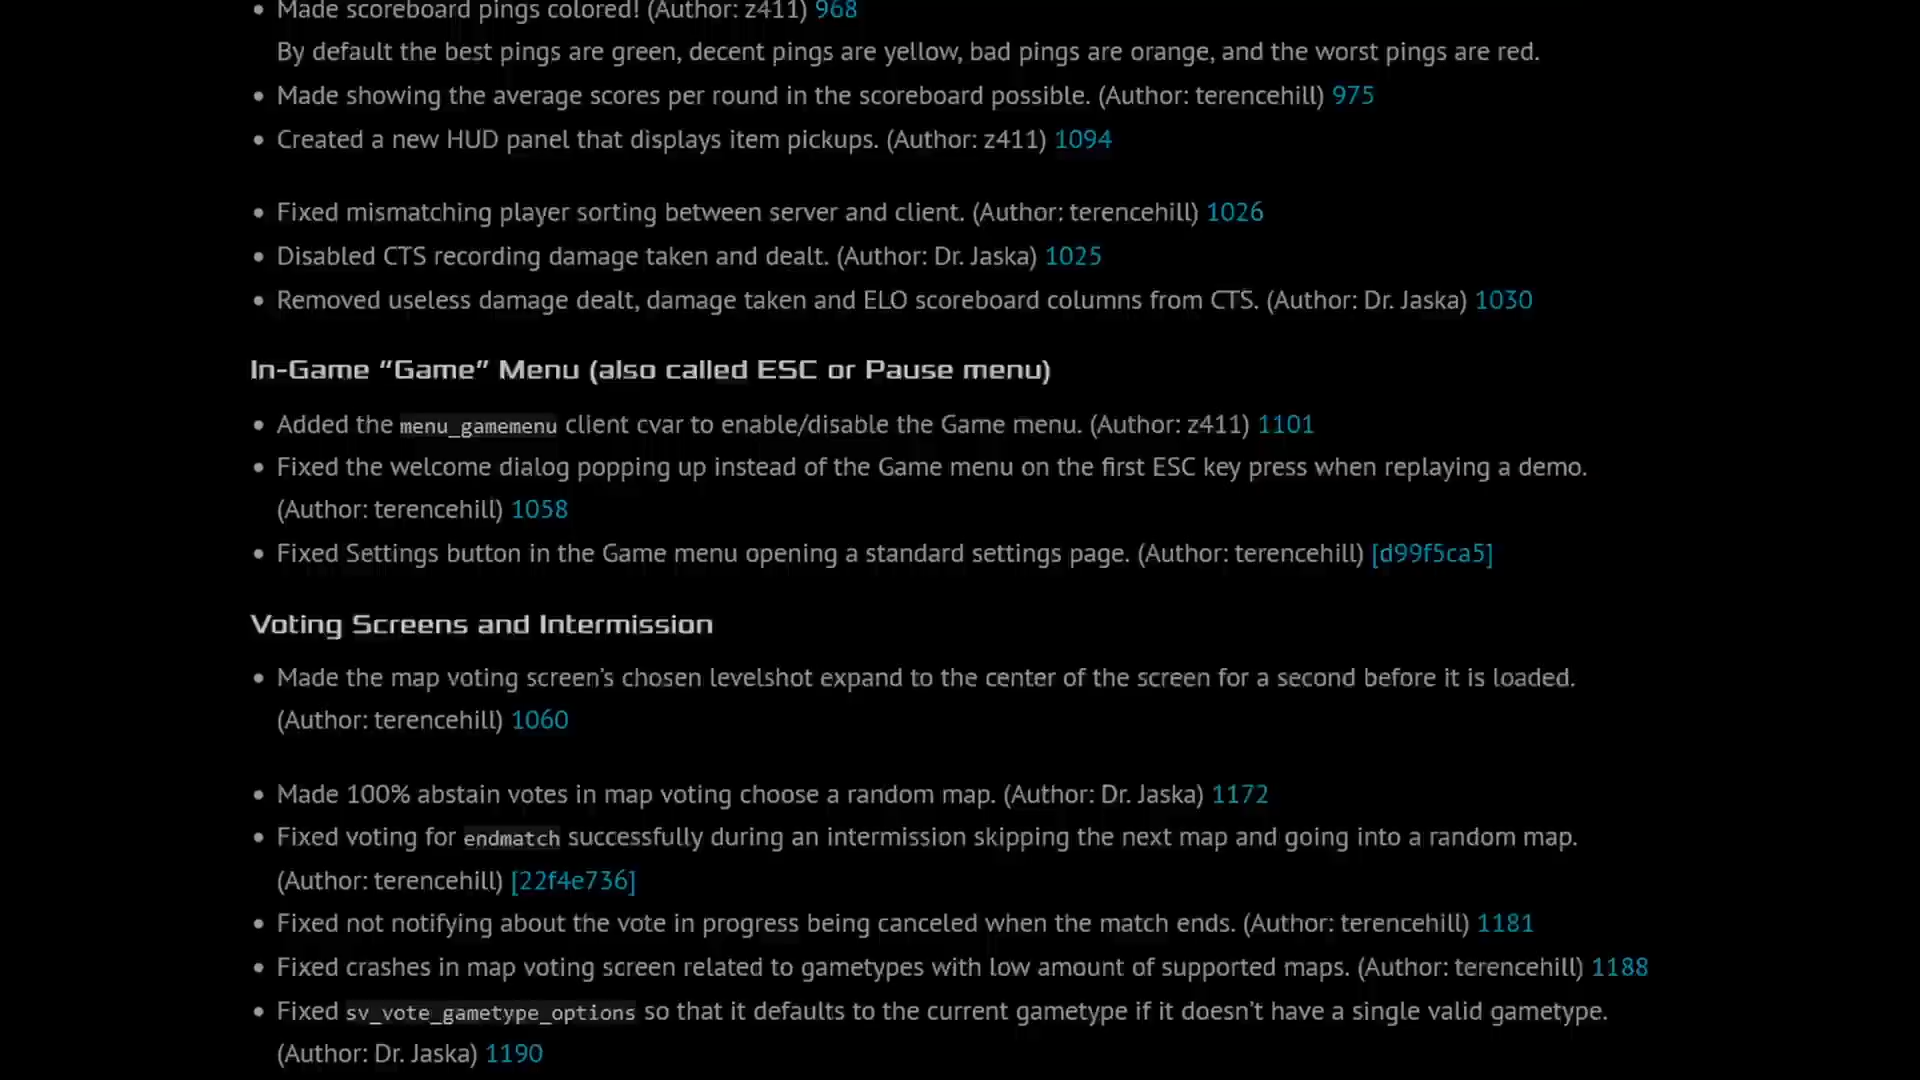 • Made scoreboard pings colored! (Author: z411) 968
By default the best pings are green, decent pings are yellow, bad pings are orange, and the worst pings are red.
• Made showing the average scores per round in the scoreboard possible. (Author: terencehill) 975
• Created a new HUD panel that displays item pickups. (Author: z411) 1094
• Fixed mismatching player sorting between server and client. (Author: terencehill) 1026
• Disabled CTS recording damage taken and dealt. (Author: Dr. Jaska) 1025
• Removed useless damage dealt, damage taken and ELO scoreboard columns from CTS. (Author: Dr. Jaska) 1030
In-Game “Game” Menu (also called ESC or Pause menu)
• Added the menu_gamemenu client cvar to enable/disable the Game menu. (Author: z411) 1101
• Fixed the welcome dialog popping up instead of the Game menu on the first ESC key press when replaying a demo.
(Author: terencehill) 1058
• Fixed Settings button in the Game menu opening a standard settings page. (Author: terencehill) [d99f5ca5]
Voting Screens and Intermission
• Made the map voting screen’s chosen levelshot expand to the center of the screen for a second before it is loaded.
(Author: terencehill) 1060
• Made 100% abstain votes in map voting choose a random map. (Author: Dr. Jaska) 1172
• Fixed voting for endmatch successfully during an intermission skipping the next map and going into a random map.
(Author: terencehill) [22f4e736]
• Fixed not notifying about the vote in progress being canceled when the match ends. (Author: terencehill) 1181
• Fixed crashes in map voting screen related to gametypes with low amount of supported maps. (Author: terencehill) 1188
• Fixed sv_vote_gametype_options so that it defaults to the current gametype if it doesn’t have a single valid gametype.
(Author: Dr. Jaska) 1190